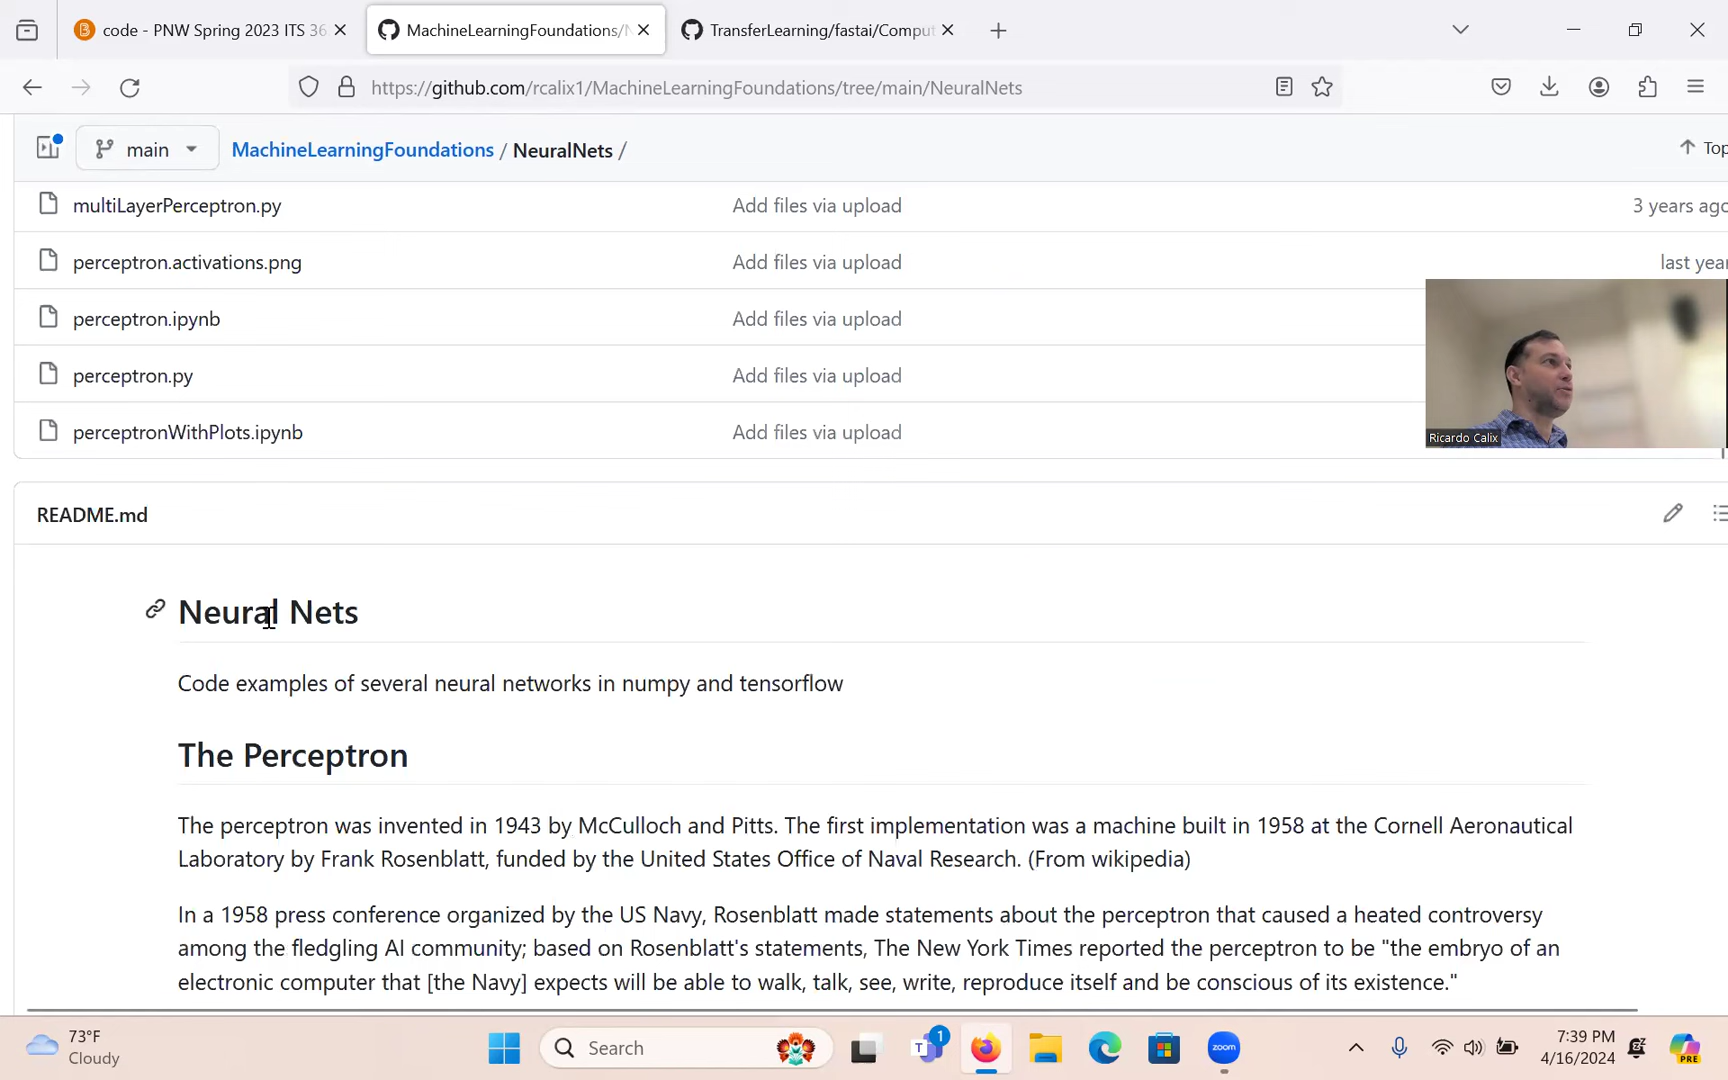 code - PNW Spring 2023 ITS 36
MachineLearningFoundations/N
TransferLearning/fastai/Comput
https://github.com/rcalix1/MachineLearningFoundations/tree/main/NeuralNets
main
MachineLearningFoundations / NeuralNets /
Top
multiLayerPerceptron.py
Add files via upload
3 years ago
perceptron.activations.png
Add files via upload
last year
perceptron.ipynb
Add files via upload
perceptron.py
Add files via upload
perceptronWithPlots.ipynb
Add files via upload
Ricardo Calix
README.md
Neural Nets
Code examples of several neural networks in numpy and tensorflow
The Perceptron
The perceptron was invented in 1943 by McCulloch and Pitts. The first implementation was a machine built in 1958 at the Cornell Aeronautical
Laboratory by Frank Rosenblatt, funded by the United States Office of Naval Research. (From wikipedia)
In a 1958 press conference organized by the US Navy, Rosenblatt made statements about the perceptron that caused a heated controversy
among the fledgling AI community; based on Rosenblatt's statements, The New York Times reported the perceptron to be "the embryo of an
electronic computer that [the Navy] expects will be able to walk, talk, see, write, reproduce itself and be conscious of its existence."
73°F
Cloudy
Search
T
1
zoom
7:39 PM
4/16/2024
PRE